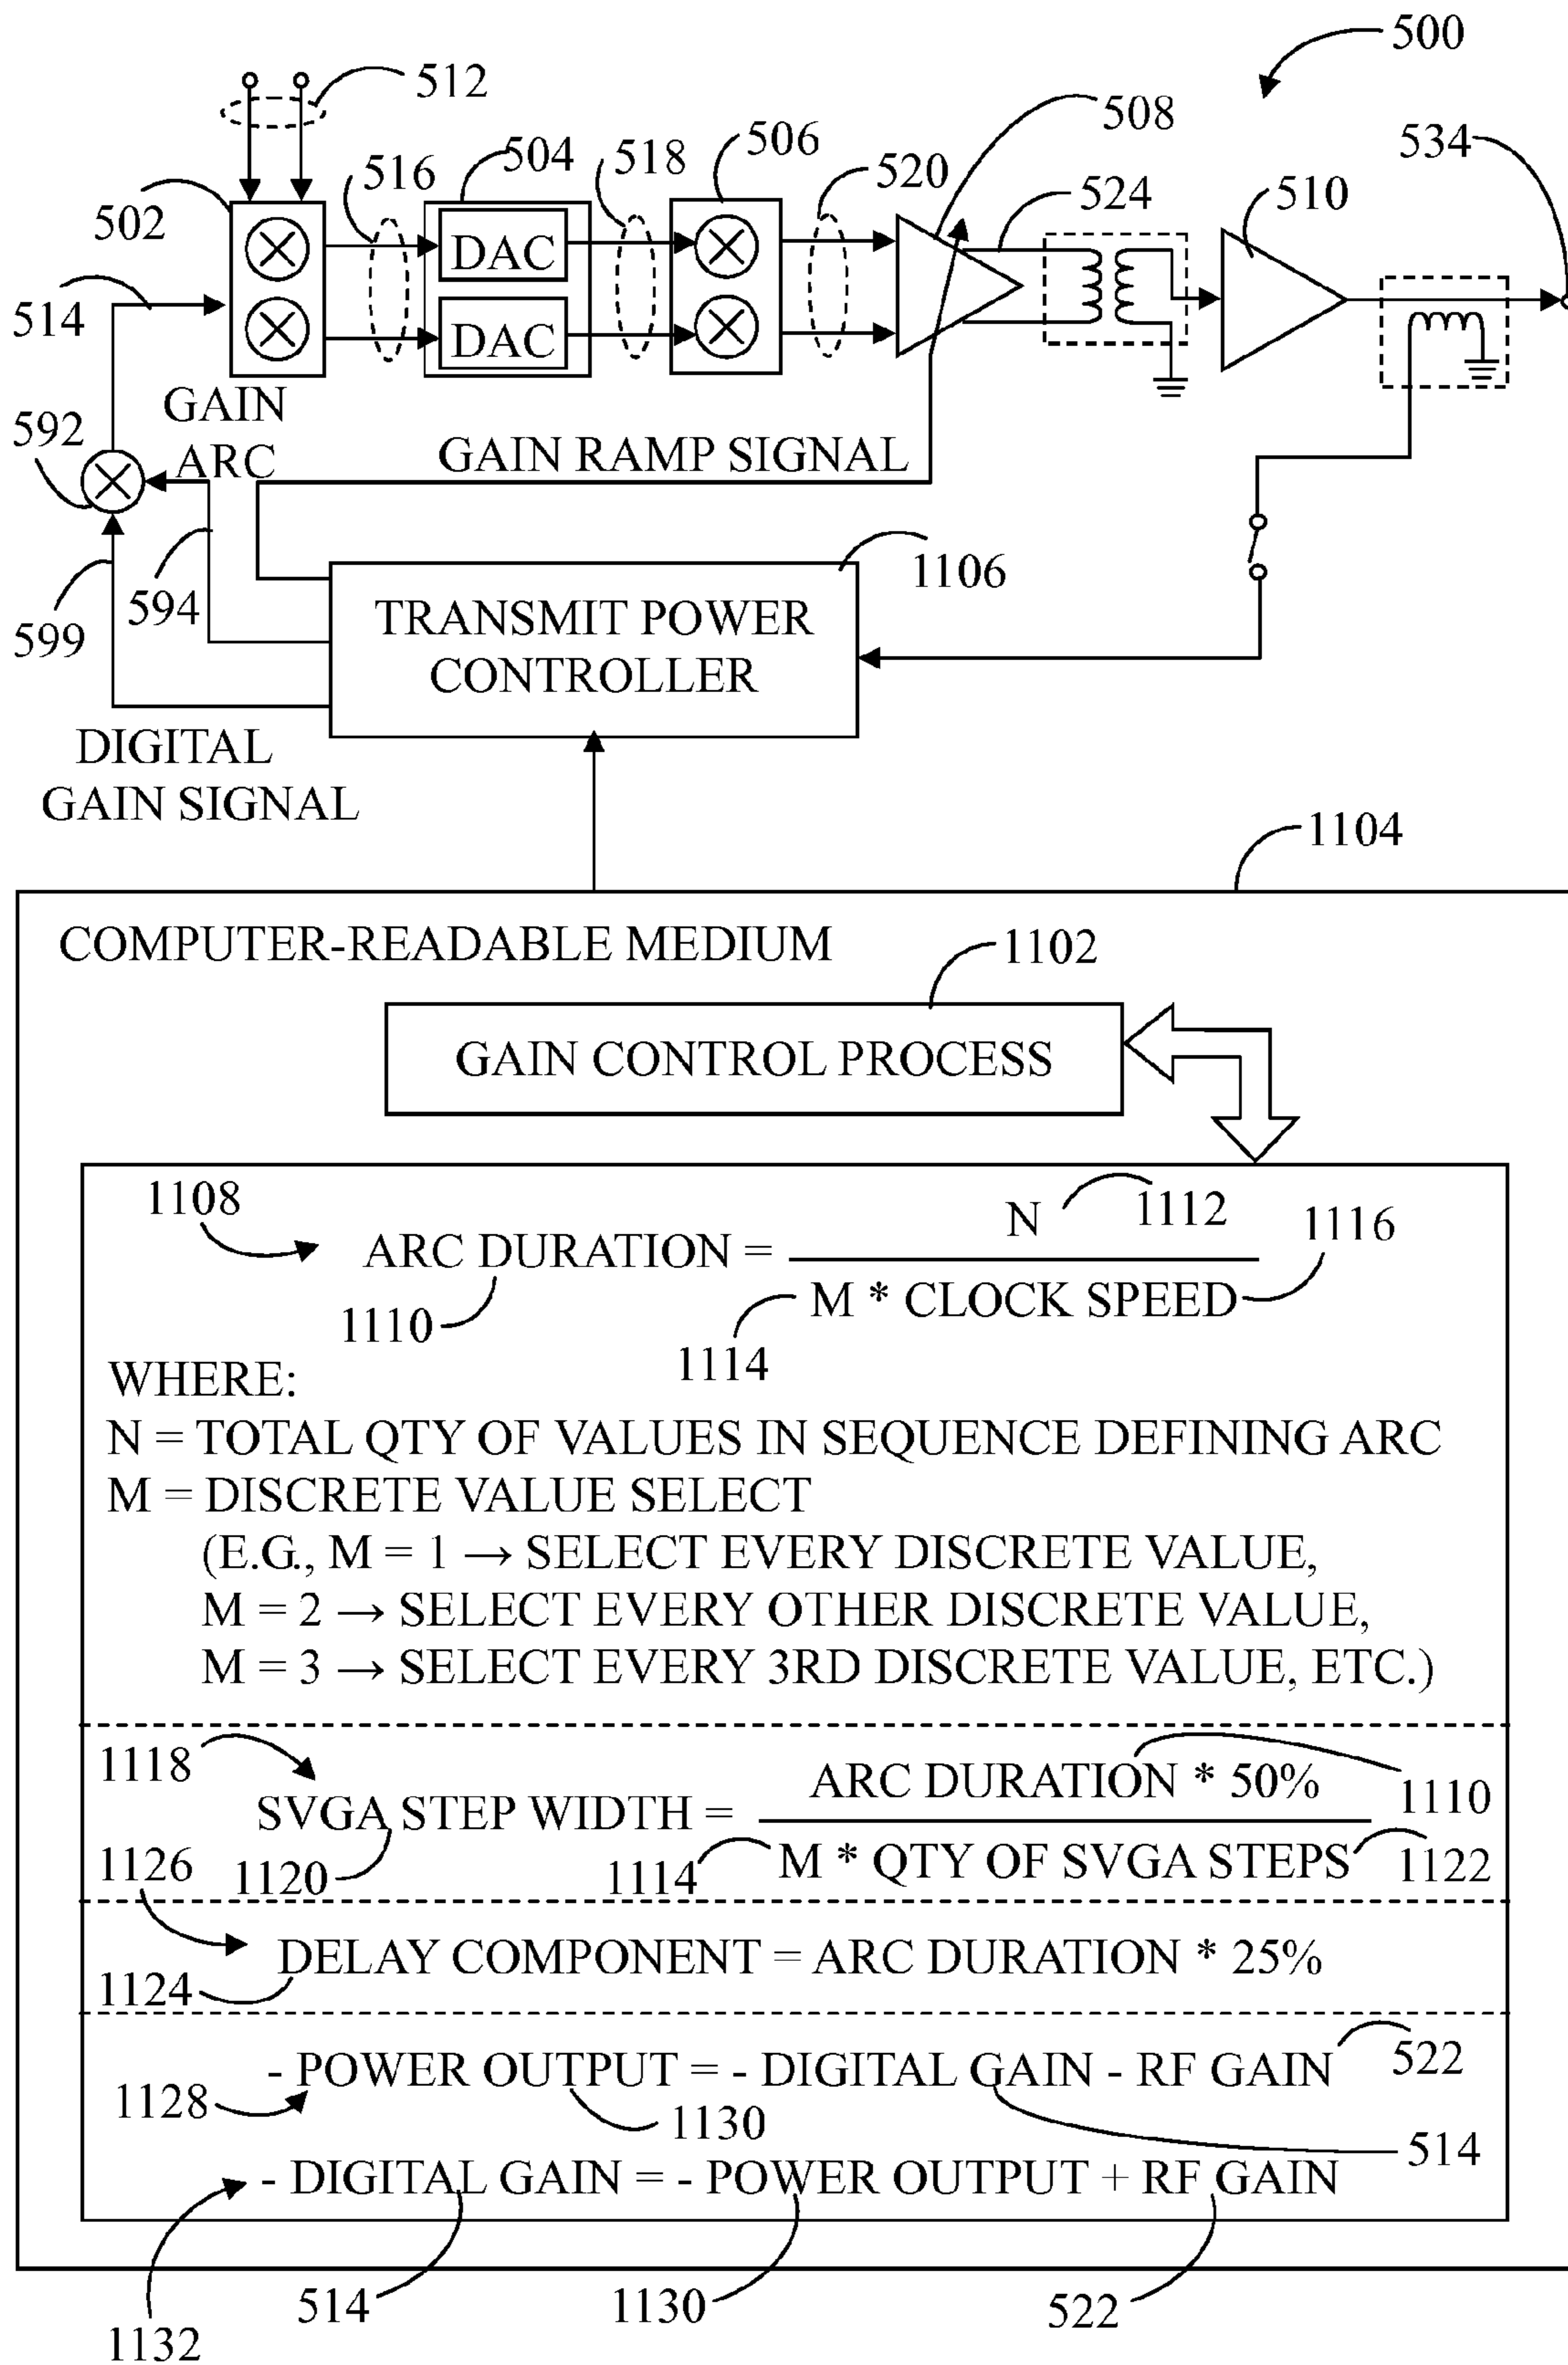 500
512
508
534
506
504
518
516
520
524
510
502
DAC
DAC
514
GAIN
ARC
592
GAIN RAMP SIGNAL
1106
594
599
TRANSMIT POWER
CONTROLLER
DIGITAL
GAIN SIGNAL
1104
COMPUTER-READABLE MEDIUM
1102
GAIN CONTROL PROCESS
1108
N
1112
1116
ARC DURATION =
M * CLOCK SPEED
1110
1114
WHERE:
N = TOTAL QTY OF VALUES IN SEQUENCE DEFINING ARC
M = DISCRETE VALUE SELECT
(E.G., M = 1 → SELECT EVERY DISCRETE VALUE,
M = 2 → SELECT EVERY OTHER DISCRETE VALUE,
M = 3 → SELECT EVERY 3RD DISCRETE VALUE, ETC.)
1118
ARC DURATION * 50%
1110
SVGA STEP WIDTH =
M * QTY OF SVGA STEPS
1126
1120
1114
1122
DELAY COMPONENT = ARC DURATION * 25%
1124
- POWER OUTPUT = - DIGITAL GAIN - RF GAIN
522
1128
1130
514
- DIGITAL GAIN = - POWER OUTPUT + RF GAIN
514
1130
522
1132